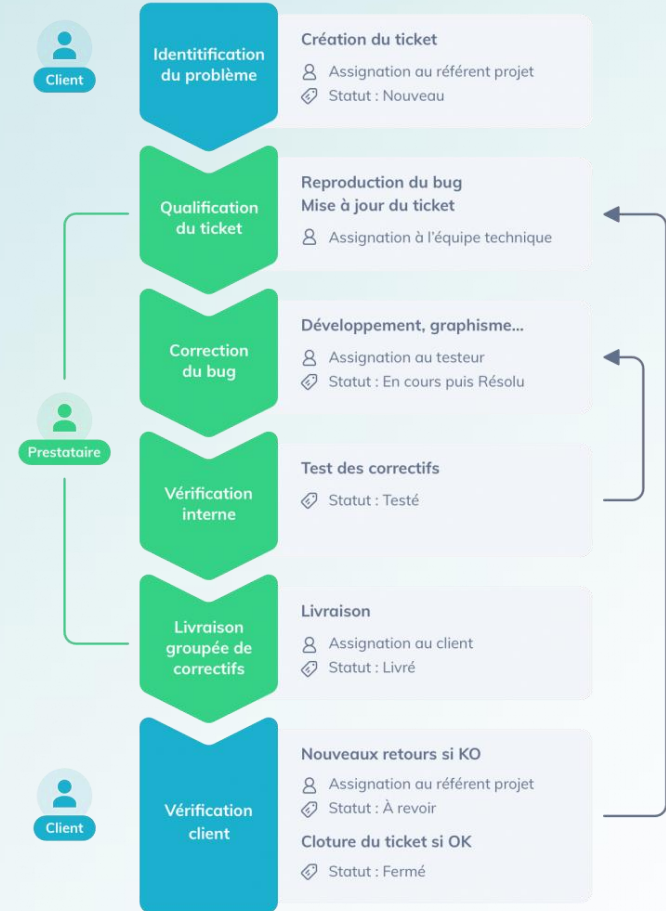 Client
Identitification
du problème
Création du ticket
Assignation au référent projet
Statut : Nouveau
Qualification
du ticket
Reproduction du bug
Mise à jour du ticket
Assignation à l'équipe technique
Correction
du bug
Développement, graphisme...
Assignation au testeur
Statut : En cours puis Résolu
Prestataire
Vérification
interne
Test des correctifs
Statut : Testé
Livraison
groupée de
correctifs
Livraison
Assignation au client
Statut : Livré
Client
Vérification
client
Nouveaux retours si KO
Assignation au référent projet
Statut : À revoir
Cloture du ticket si OK
Statut : Fermé